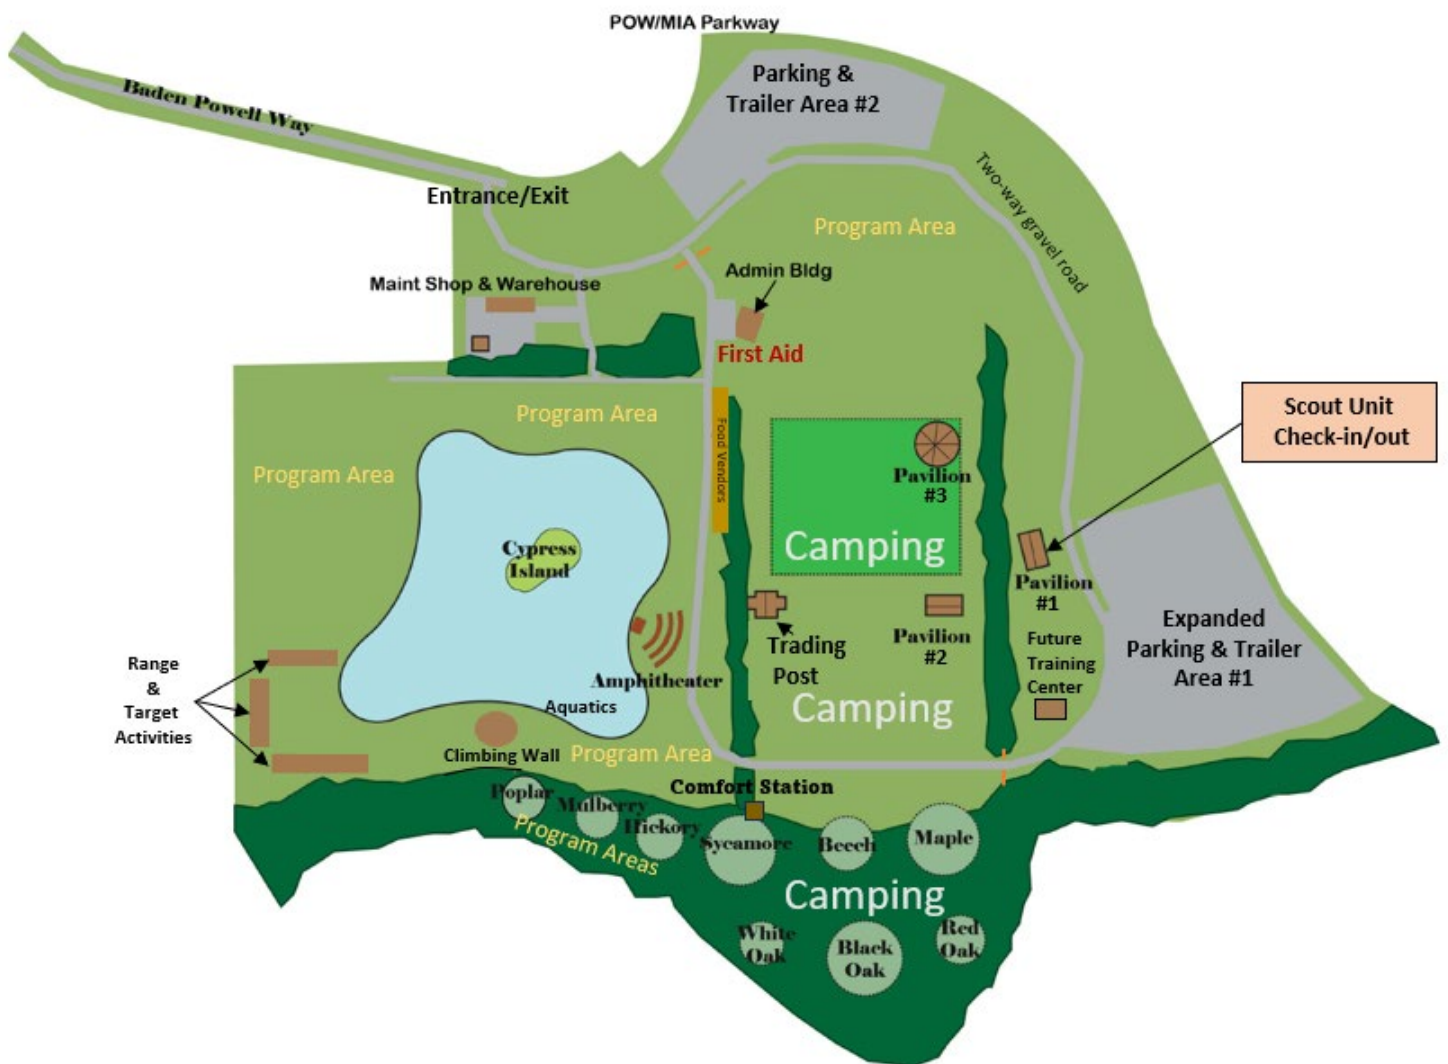 POW/MIA Parkway
Baden Powell Way
Parking &
Trailer Area #2
Entrance/Exit
Two-way gravel road
Program Area
Admin Bldg
Maint Shop & Warehouse
First Aid
Program Area
Program Area
Food Vendors
Scout Unit
Check-in/out
Pavilion
#3
Camping
Cypress
Island
Pavilion
#1
Trading
Post
Pavilion
#2
Future
Training
Center
Expanded
Parking & Trailer
Area #1
Range
&
Target
Activities
Amphitheater
Aquatics
Camping
Climbing Wall
Program Area
Comfort Station
Poplar
Mulberry
Hickory
Sycamore
Beech
Maple
Program Areas
Camping
White
Oak
Black
Oak
Red
Oak